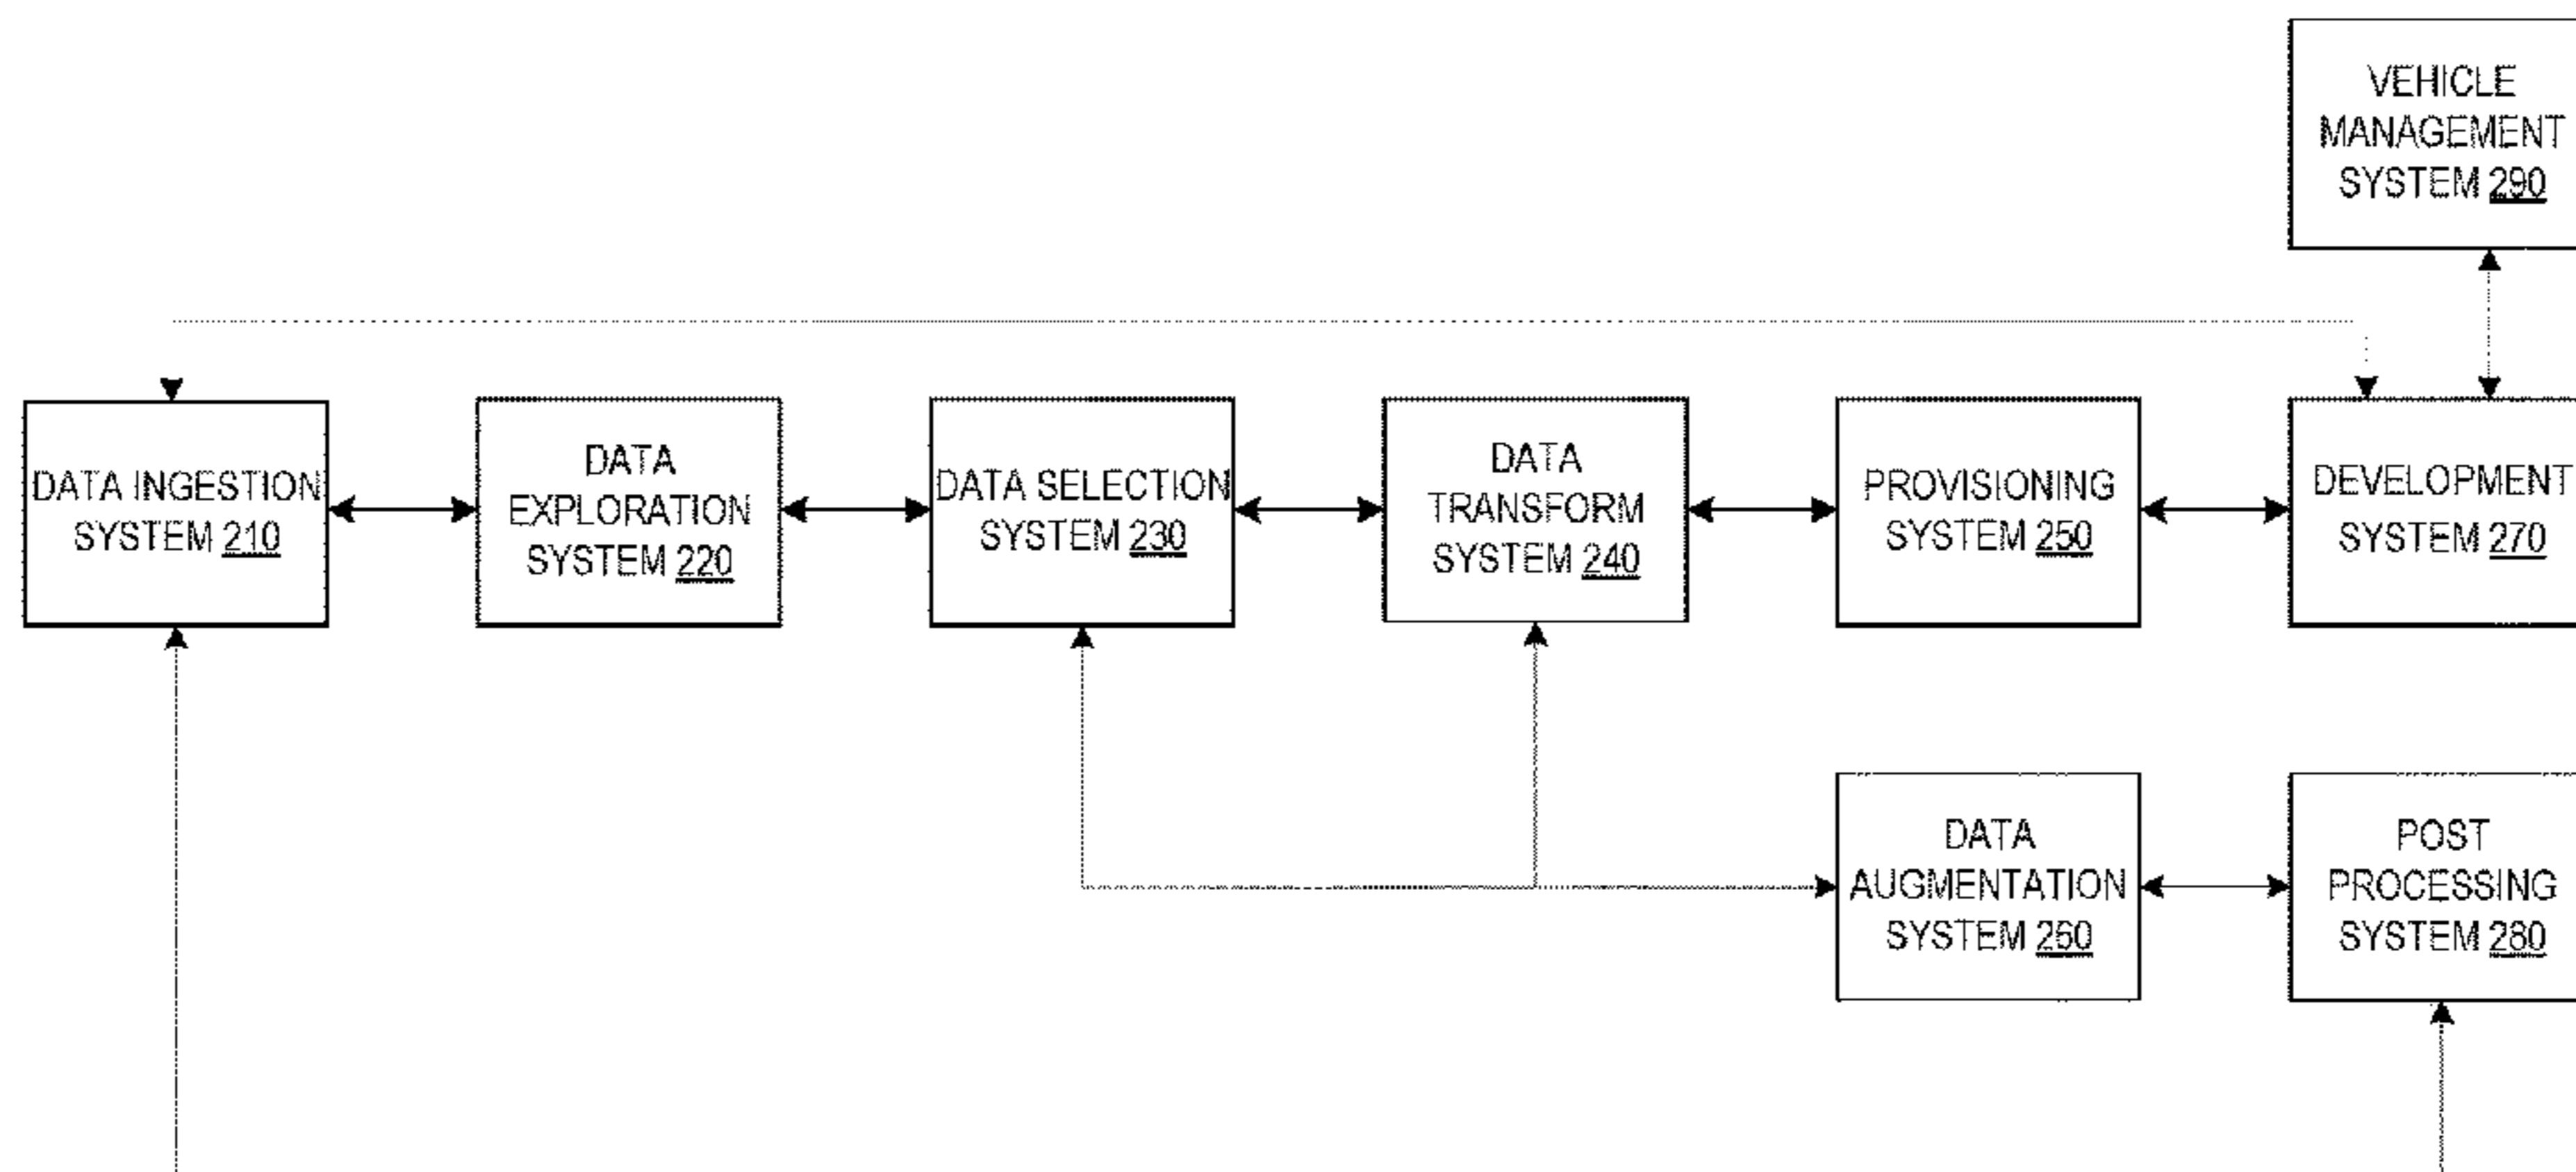 VEHICLE
MANAGEMENT
SYSTEM 290
DATA INGESTION
SYSTEM 210
DATA
EXPLORATION
SYSTEM 220
DATA SELECTION
SYSTEM 230
DATA
TRANSFORM
SYSTEM 240
PROVISIONING
SYSTEM 250
DEVELOPMENT
SYSTEM 270
DATA
AUGMENTATION
SYSTEM 260
POST
PROCESSING
SYSTEM 280